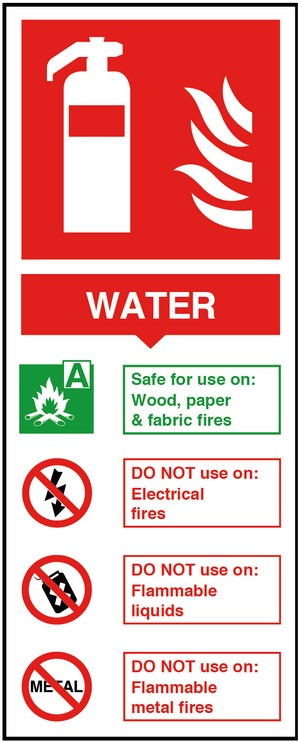 WATER
A
Safe for use on:
Wood, paper
& fabric fires
DO NOT use on:
Electrical
fires
DO NOT use on:
Flammable
liquids
METAL
DO NOT use on:
Flammable
metal fires